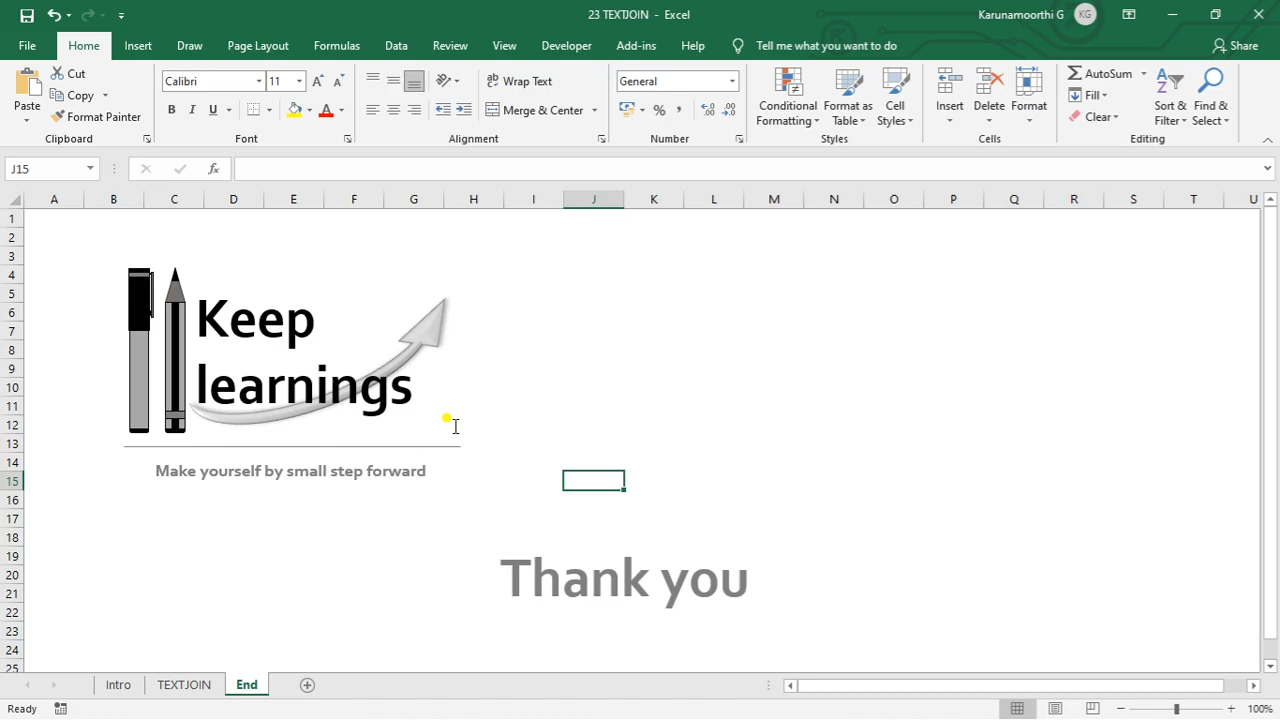 23 TEXTJOIN - Excel
Karunamoorthi G
KG
File Home Insert Draw Page Layout Formulas Data Review View Developer Add-ins Help Tell me what you want to do Share
Paste
Cut
Copy
Format Painter
Clipboard
Calibri 11
B I U
Font
Wrap Text
Merge & Center
Alignment
General
Number
Conditional Formatting
Format as Table
Cell Styles
Styles
Insert
Delete
Format
Cells
AutoSum
Fill
Clear
Sort & Filter
Find & Select
Editing
J15
fx
A B C D E F G H I J K L M N O P Q R S T U
1
2
3
4
5
6
7
8
9
10
11
12
13
14
15
16
17
18
19
20
21
22
23
24
25
Keep
learnings
Make yourself by small step forward
Thank you
Intro TEXTJOIN End
Ready
100%